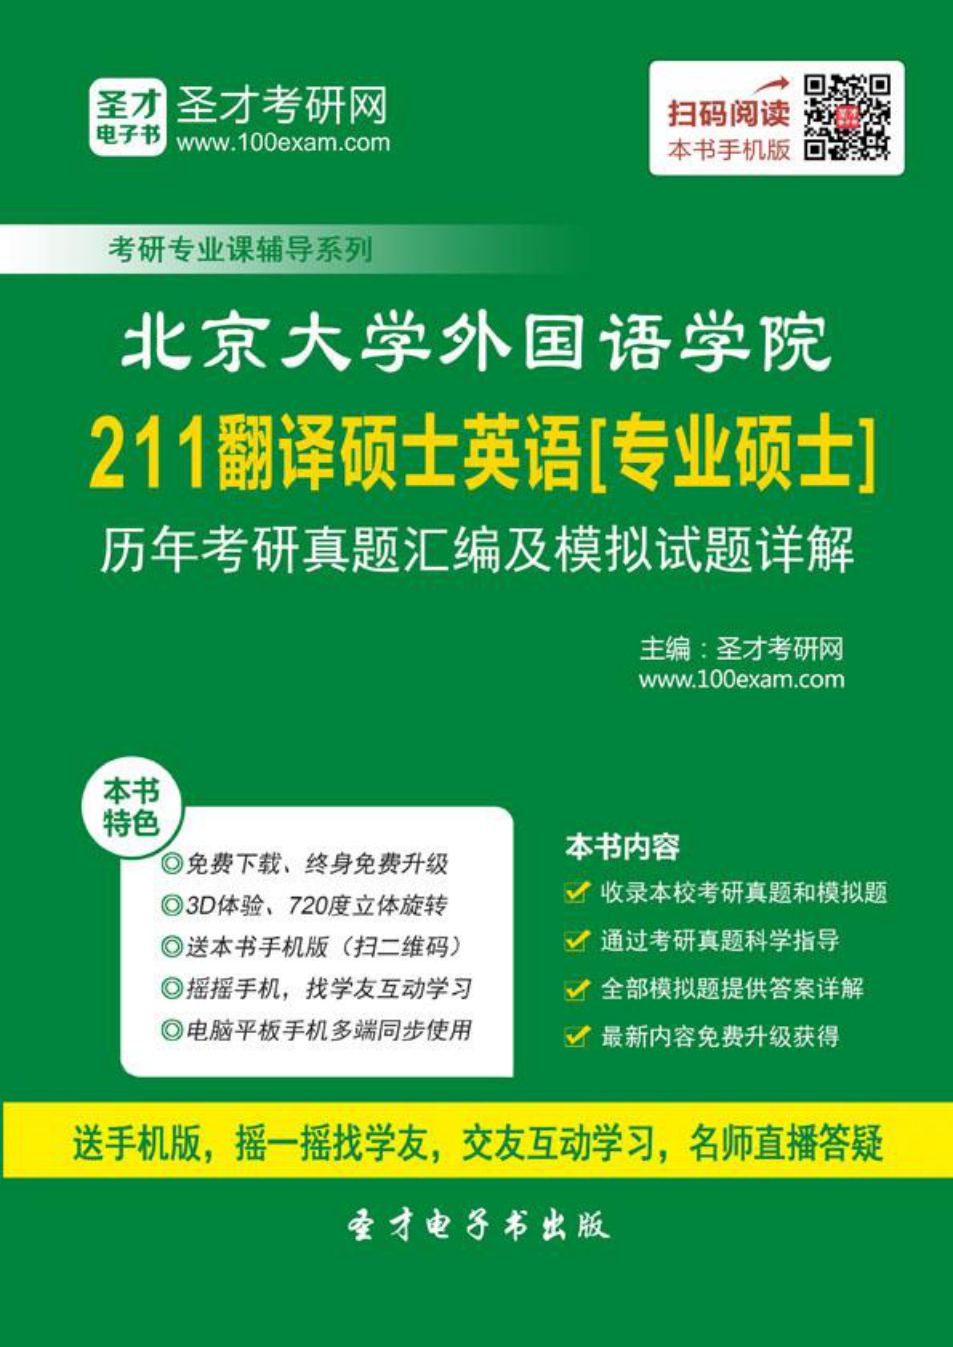 圣才
电子书
圣才考研网
www.100exam.com
扫码阅读
本书手机版
考研专业课辅导系列
北京大学外国语学院
211翻译硕士英语[专业硕士]
历年考研真题汇编及模拟试题详解
主编：圣才考研网
www.100exam.com
本书
特色
◎免费下载、终身免费升级
◎3D体验、720度立体旋转
◎送本书手机版（扫二维码）
◎摇摇手机，找学友互动学习
◎电脑平板手机多端同步使用
本书内容
收录本校考研真题和模拟题
通过考研真题科学指导
全部模拟题提供答案详解
最新内容免费升级获得
送手机版，摇一摇找学友，交友互动学习，名师直播答疑
圣才电子书出版